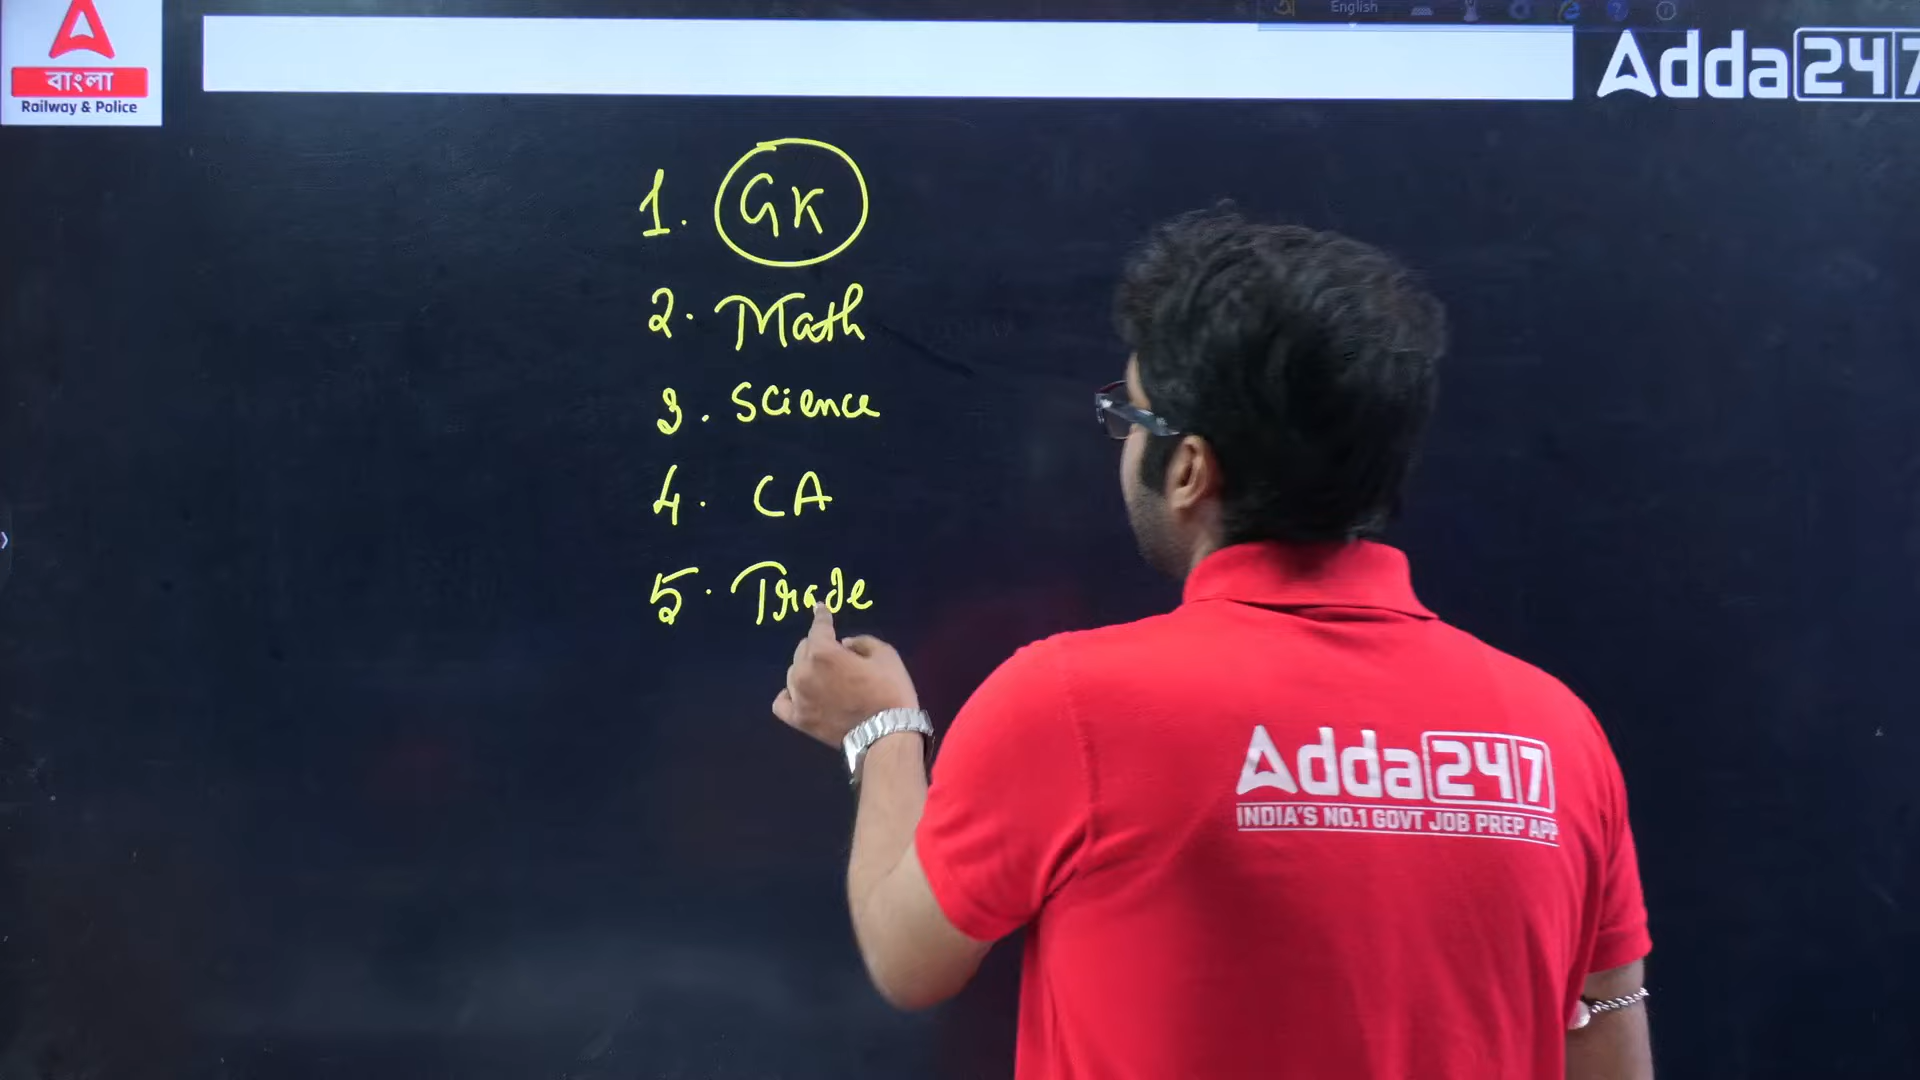 বাংলা
Railway & Police
English
Adda247
1. GK
2. Math
3. Science
4. CA
5. Trade
Adda247
INDIA'S NO.1 GOVT JOB PREP APP